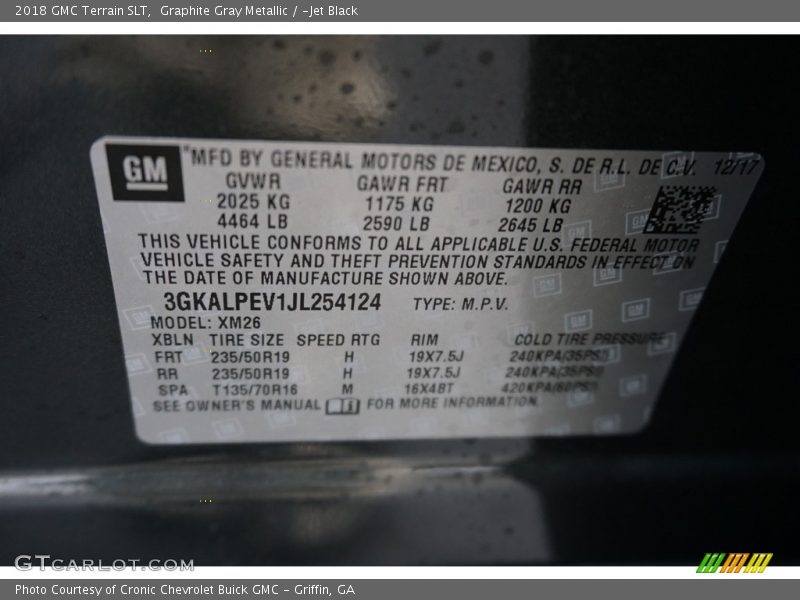 2018 GMC Terrain SLT, Graphite Gray Metallic / -Jet Black
GM
MFD BY GENERAL MOTORS DE MEXICO, S. DE R.L. DE C.V. 12/17
GVWR GAWR FRT GAWR RR
2025 KG 1175 KG 1200 KG
4464 LB 2590 LB 2645 LB
THIS VEHICLE CONFORMS TO ALL APPLICABLE U.S. FEDERAL MOTOR
VEHICLE SAFETY AND THEFT PREVENTION STANDARDS IN EFFECT ON
THE DATE OF MANUFACTURE SHOWN ABOVE.
3GKALPEV1JL254124 TYPE: M.P.V.
MODEL: XM26
XBLN TIRE SIZE SPEED RTG RIM COLD TIRE PRESSURE
FRT 235/50R19 H 19X7.5J 240KPA/35PSI
RR 235/50R19 H 19X7.5J 240KPA/35PSI
SPA T135/70R16 M 16X4BT 420KPA/60PSI
SEE OWNER'S MANUAL FOR MORE INFORMATION.
GTCARLOT.COM
Photo Courtesy of Cronic Chevrolet Buick GMC - Griffin, GA